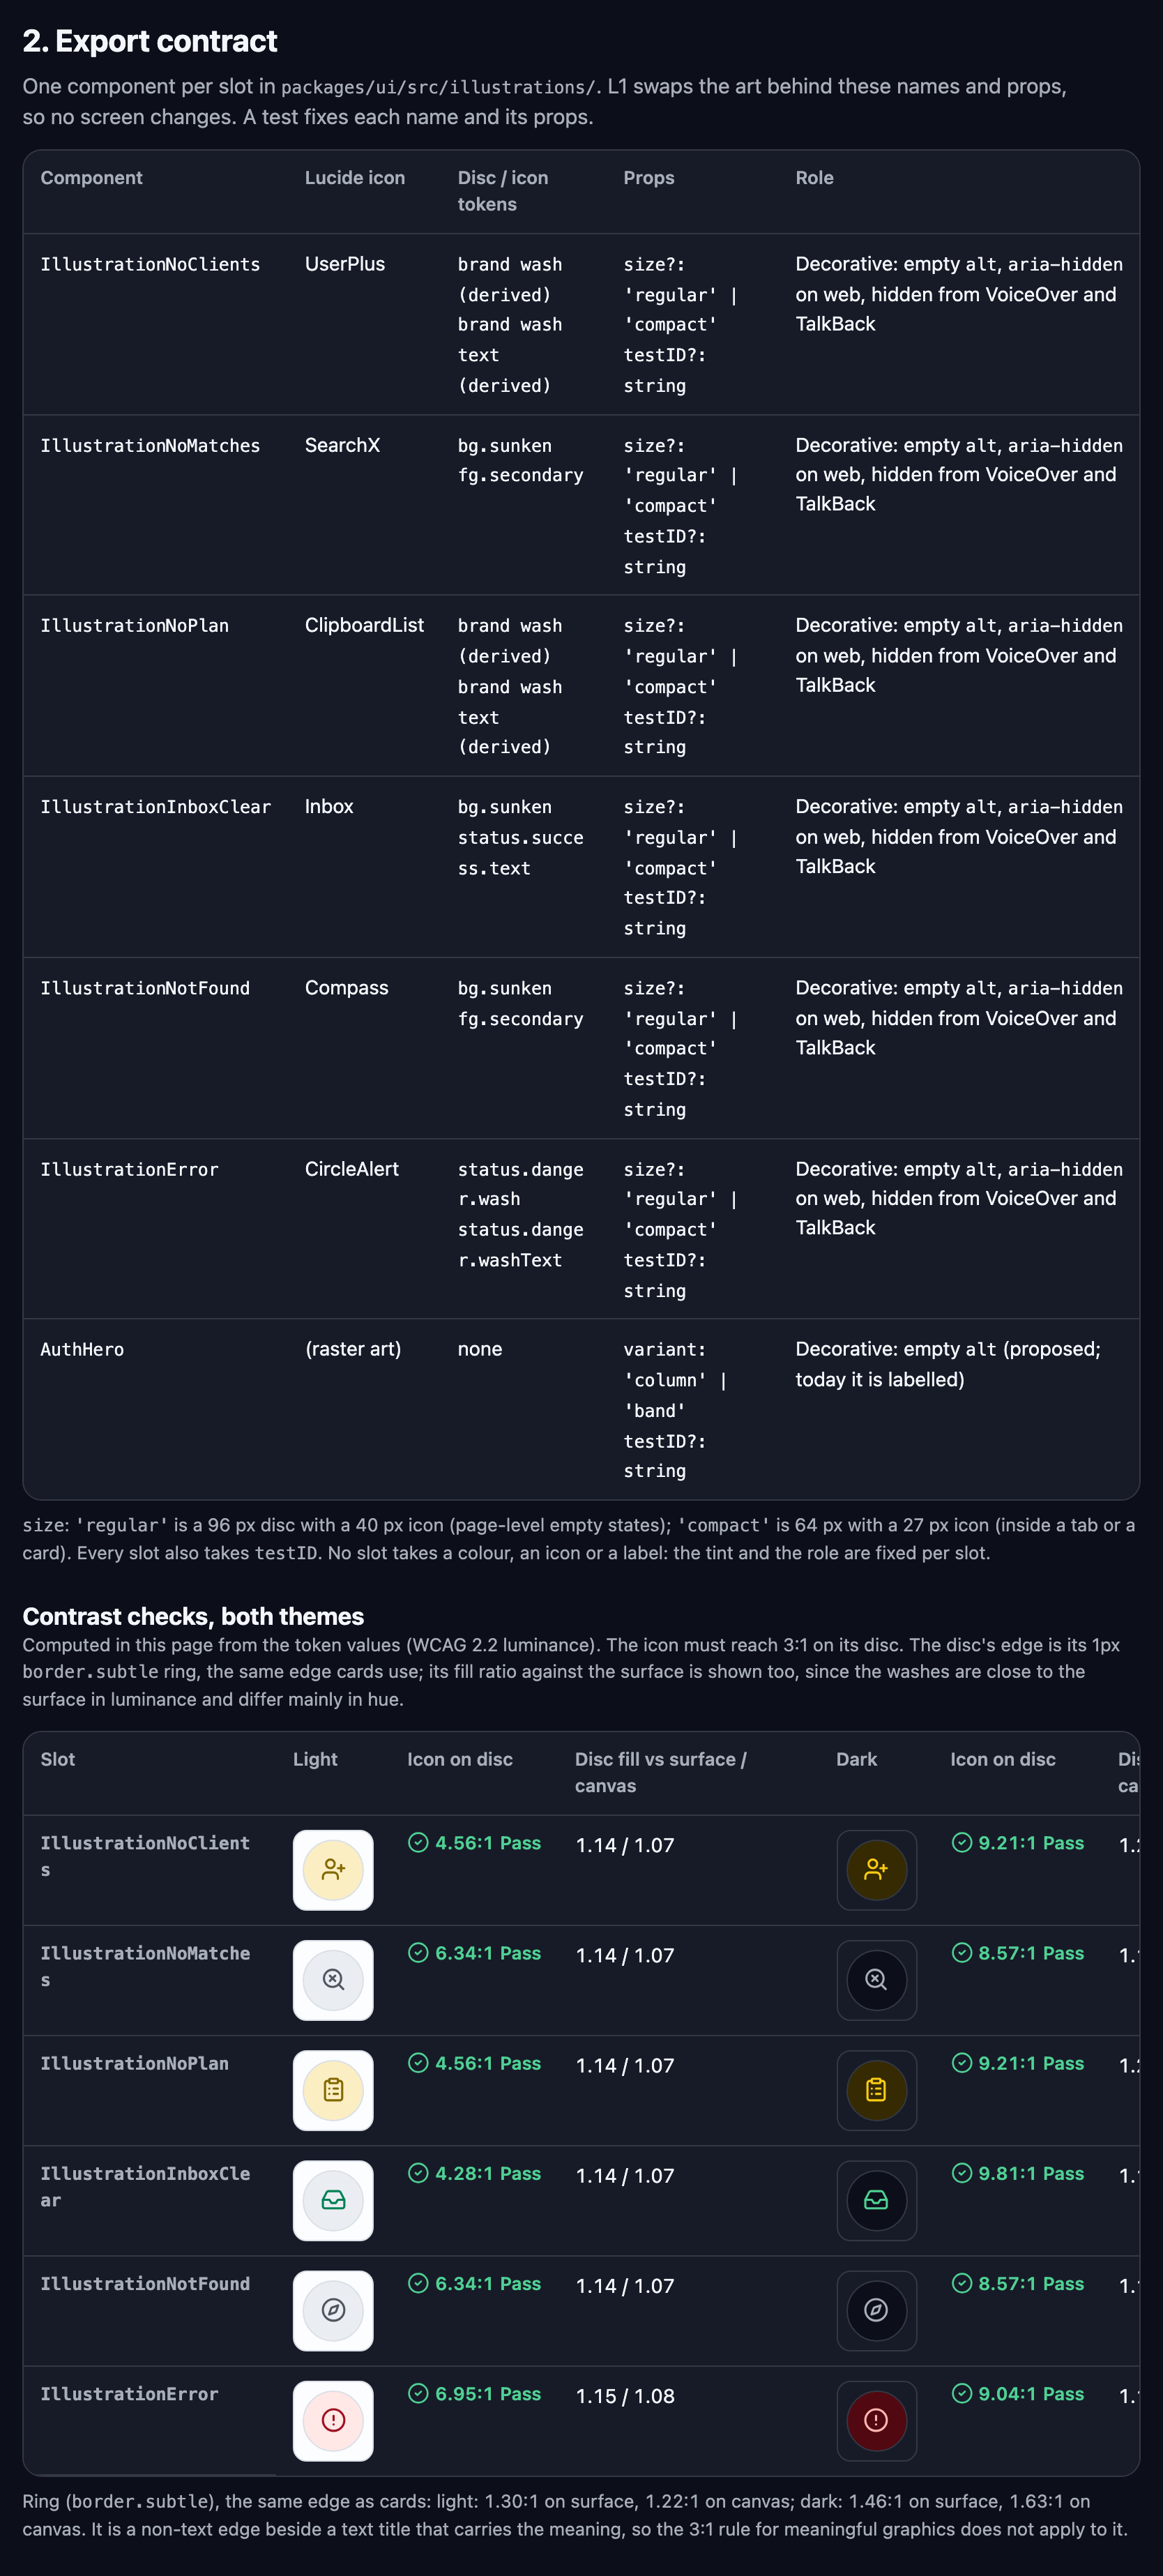 2. Export contract
One component per slot in packages/ui/src/illustrations/. L1 swaps the art behind these names and props,
so no screen changes. A test fixes each name and its props.
Component Lucide icon Disc / icon tokens Props Role
IllustrationNoClients UserPlus brand wash (derived) brand wash text (derived) size?: 'regular' | 'compact' testID?: string Decorative: empty alt, aria-hidden on web, hidden from VoiceOver and TalkBack
IllustrationNoMatches SearchX bg.sunken fg.secondary size?: 'regular' | 'compact' testID?: string Decorative: empty alt, aria-hidden on web, hidden from VoiceOver and TalkBack
IllustrationNoPlan ClipboardList brand wash (derived) brand wash text (derived) size?: 'regular' | 'compact' testID?: string Decorative: empty alt, aria-hidden on web, hidden from VoiceOver and TalkBack
IllustrationInboxClear Inbox bg.sunken status.success.text size?: 'regular' | 'compact' testID?: string Decorative: empty alt, aria-hidden on web, hidden from VoiceOver and TalkBack
IllustrationNotFound Compass bg.sunken fg.secondary size?: 'regular' | 'compact' testID?: string Decorative: empty alt, aria-hidden on web, hidden from VoiceOver and TalkBack
IllustrationError CircleAlert status.danger.wash status.danger.washText size?: 'regular' | 'compact' testID?: string Decorative: empty alt, aria-hidden on web, hidden from VoiceOver and TalkBack
AuthHero (raster art) none variant: 'column' | 'band' testID?: string Decorative: empty alt (proposed; today it is labelled)
size: 'regular' is a 96 px disc with a 40 px icon (page-level empty states); 'compact' is 64 px with a 27 px icon (inside a tab or a
card). Every slot also takes testID. No slot takes a colour, an icon or a label: the tint and the role are fixed per slot.
Contrast checks, both themes
Computed in this page from the token values (WCAG 2.2 luminance). The icon must reach 3:1 on its disc. The disc's edge is its 1px
border.subtle ring, the same edge cards use; its fill ratio against the surface is shown too, since the washes are close to the
surface in luminance and differ mainly in hue.
Slot Light Icon on disc Disc fill vs surface / canvas Dark Icon on disc
IllustrationNoClients 4.56:1 Pass 1.14 / 1.07 9.21:1 Pass
IllustrationNoMatches 6.34:1 Pass 1.14 / 1.07 8.57:1 Pass
IllustrationNoPlan 4.56:1 Pass 1.14 / 1.07 9.21:1 Pass
IllustrationInboxClear 4.28:1 Pass 1.14 / 1.07 9.81:1 Pass
IllustrationNotFound 6.34:1 Pass 1.14 / 1.07 8.57:1 Pass
IllustrationError 6.95:1 Pass 1.15 / 1.08 9.04:1 Pass
Ring (border.subtle), the same edge as cards: light: 1.30:1 on surface, 1.22:1 on canvas; dark: 1.46:1 on surface, 1.63:1 on
canvas. It is a non-text edge beside a text title that carries the meaning, so the 3:1 rule for meaningful graphics does not apply to it.